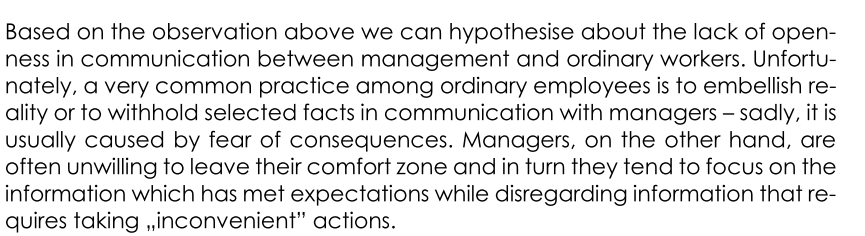 Based on the observation above we can hypothesise about the lack of open-
ness in communication between management and ordinary workers. Unfortu-
nately, a very common practice among ordinary employees is to embellish re-
ality or to withhold selected facts in communication with managers – sadly, it is
usually caused by fear of consequences. Managers, on the other hand, are
often unwilling to leave their comfort zone and in turn they tend to focus on the
information which has met expectations while disregarding information that re-
quires taking „inconvenient” actions.